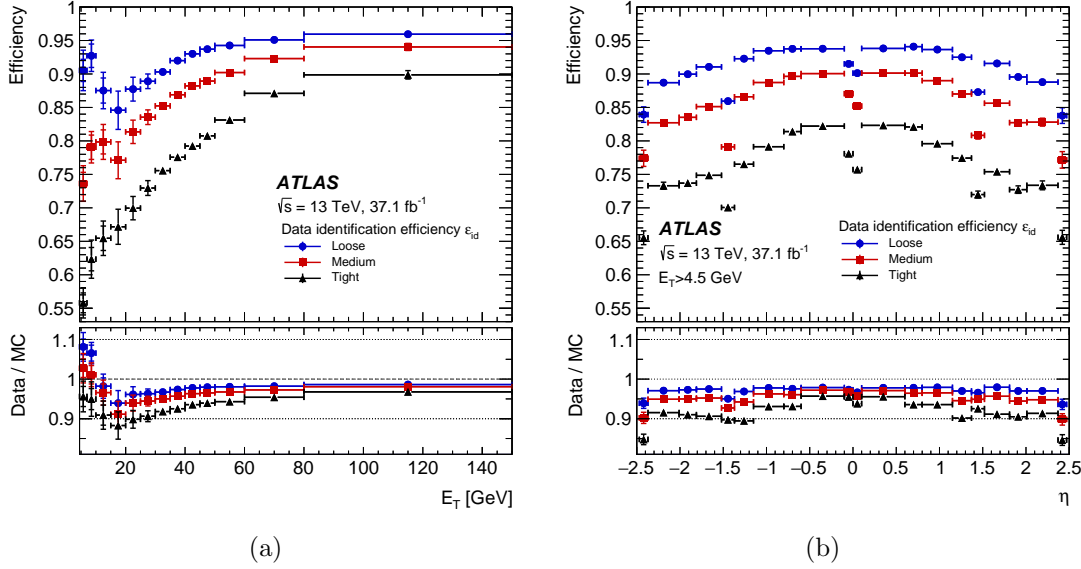 Efficiency
1
0.95
0.9
0.85
0.8
0.75
0.7
0.65
0.6
0.55
ATLAS
√s = 13 TeV, 37.1 fb⁻¹
Data identification efficiency ε_id
Loose
Medium
Tight
Data / MC
1.1
1
0.9
20 40 60 80 100 120 140
E_T [GeV]
(a)
Efficiency
1
0.95
0.9
0.85
0.8
0.75
0.7
0.65
0.6
0.55
ATLAS
√s = 13 TeV, 37.1 fb⁻¹
E_T>4.5 GeV
Data identification efficiency ε_id
Loose
Medium
Tight
Data / MC
1.1
1
0.9
−2.5 −2 −1.5 −1 −0.5 0 0.5 1 1.5 2 2.5
η
(b)